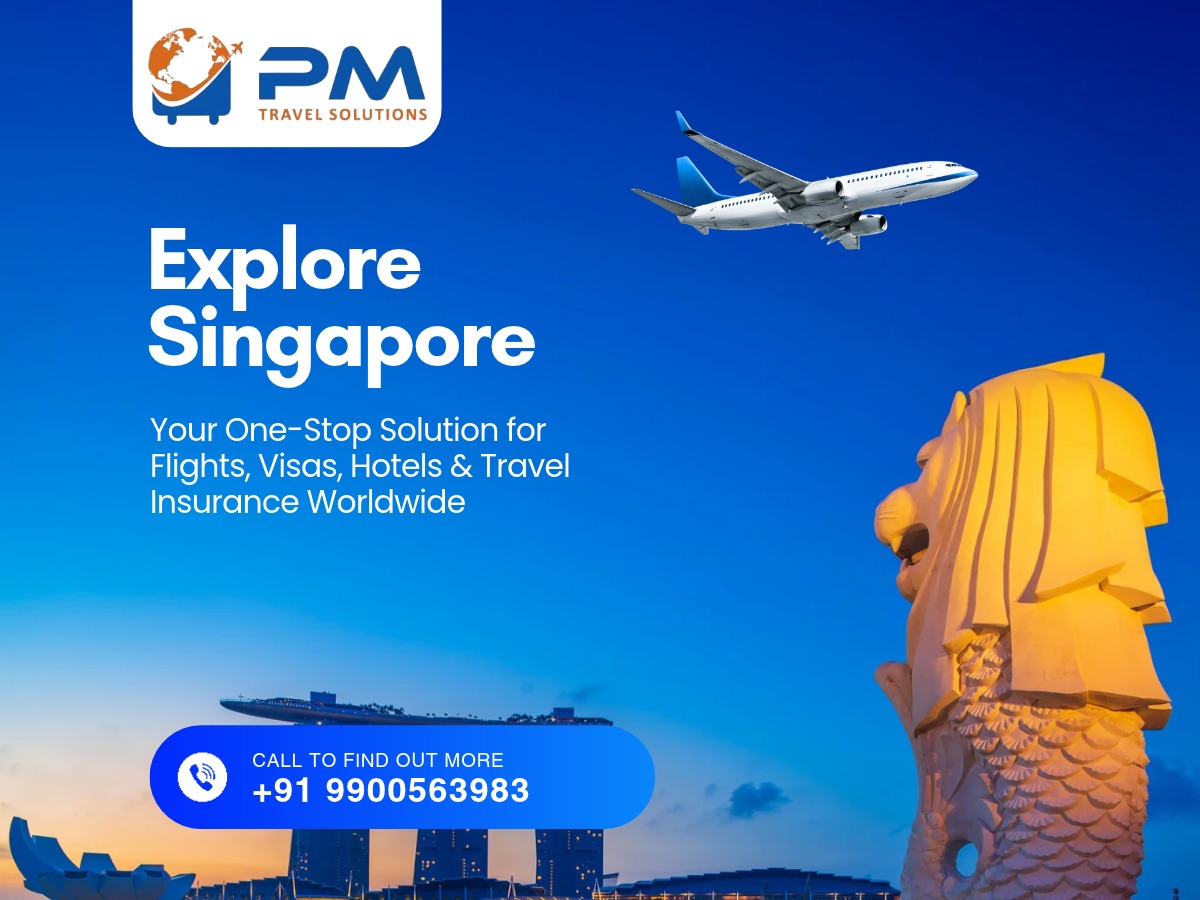 PM
TRAVEL SOLUTIONS
Explore
Singapore
Your One-Stop Solution for
Flights, Visas, Hotels & Travel
Insurance Worldwide
CALL TO FIND OUT MORE
+91 9900563983